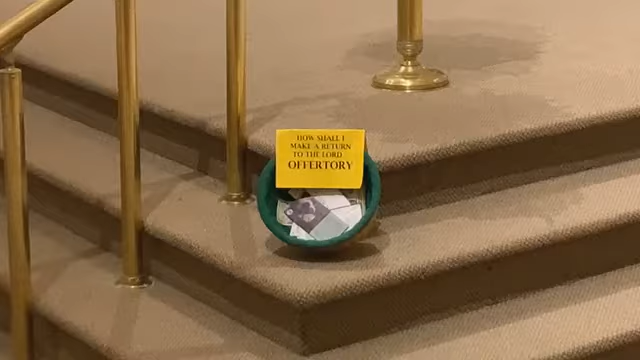 HOW SHALL I
MAKE A RETURN
TO THE LORD
OFFERTORY